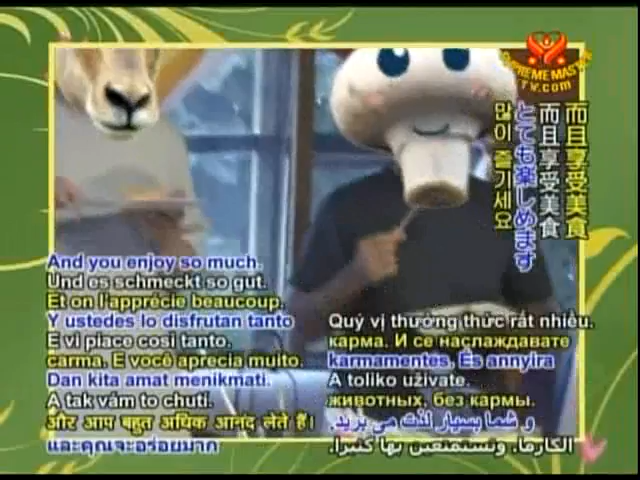 SUPREME MASTER
TV.com
而且享受美食
而且享受美食
とても楽しめます
많이 즐기세요
And you enjoy so much.
Und es schmeckt so gut.
Et on l'apprécie beaucoup.
Y ustedes lo disfrutan tanto
E vi piace così tanto.
carma. E você aprecia muito.
Dan kita amat menikmati.
A tak vám to chutí.
और आप बहुत अधिक आनंद लेते हैं।
และคุณจะอร่อยมาก
Quý vị thưởng thức rất nhiều.
карма. И се наслаждавате
karmamentes. És annyira
A toliko uživate.
животных, без кармы.
و شما بسیار لذت می برید.
الكارما. وتستمتعين بها كثيرا.